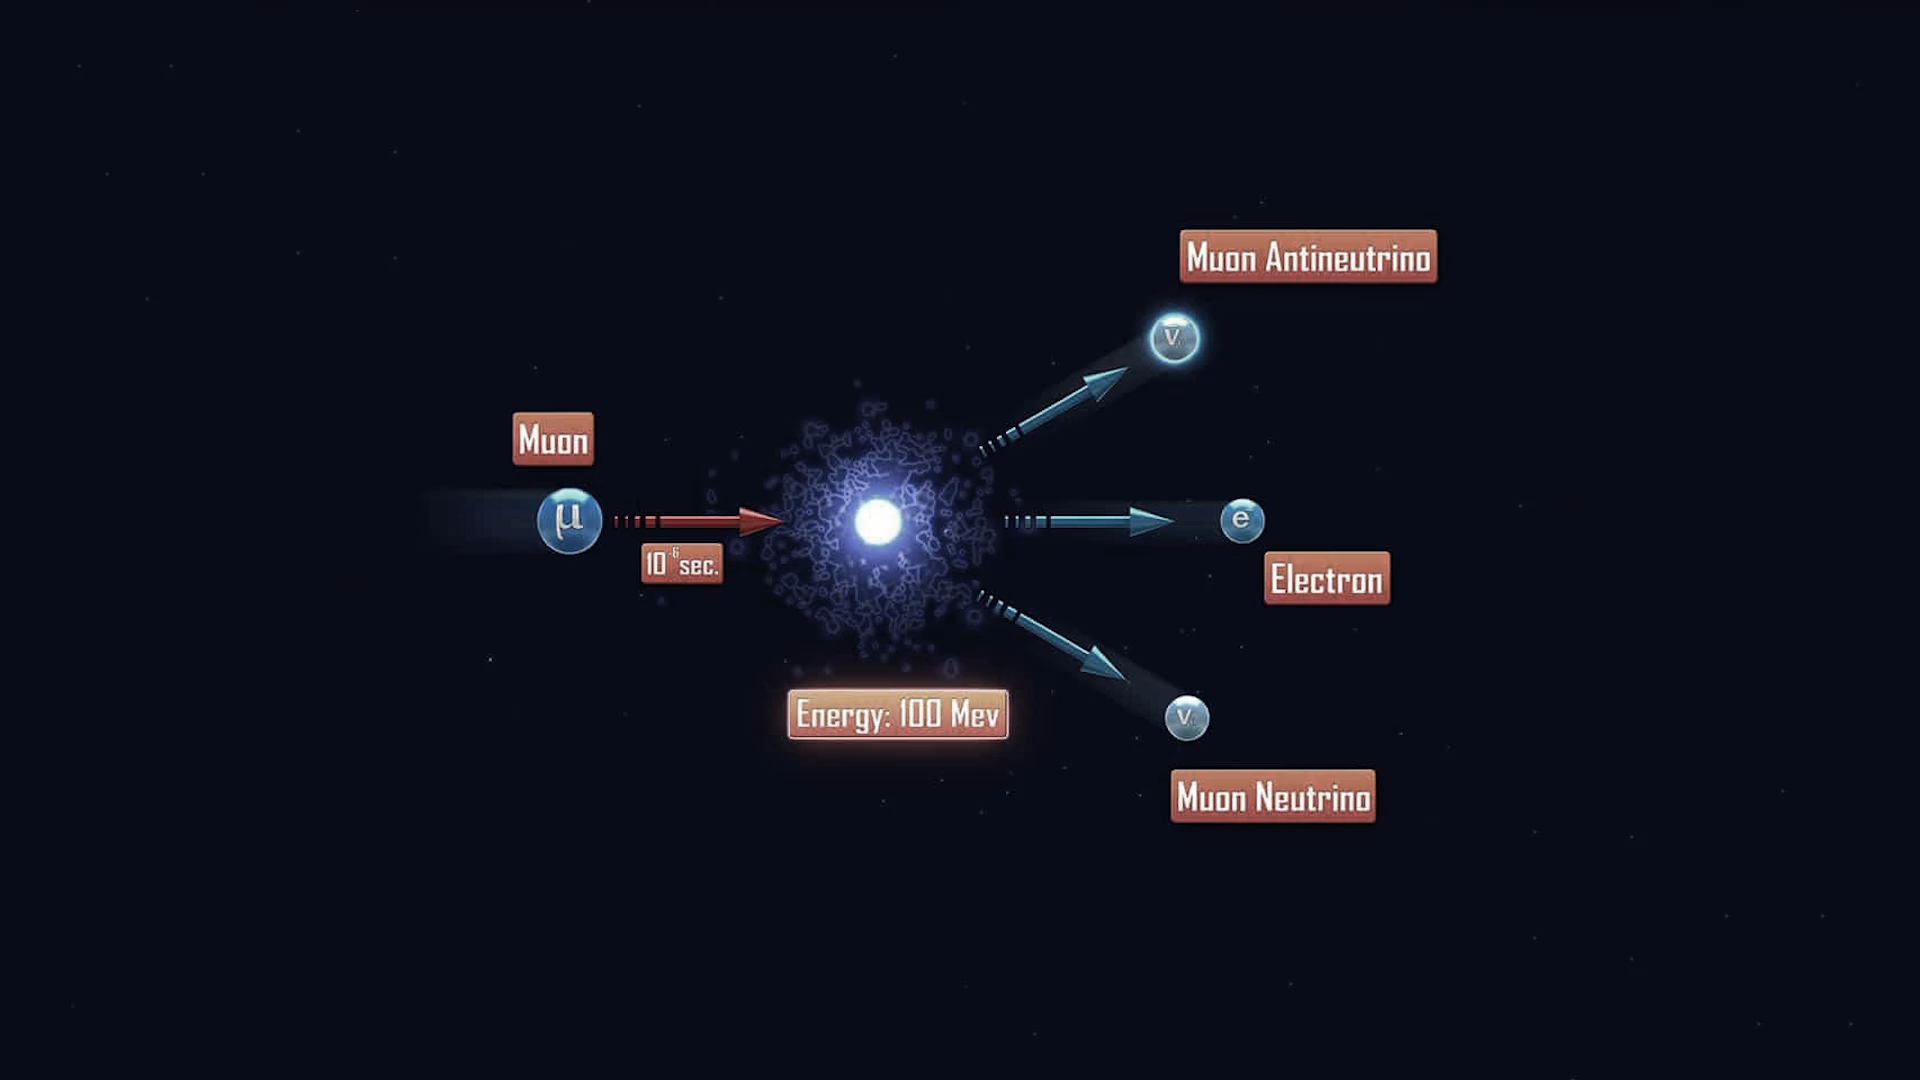 Muon Antineutrino
ν
Muon
μ
10⁻⁶ sec.
e
Electron
Energy: 100 Mev
ν
Muon Neutrino